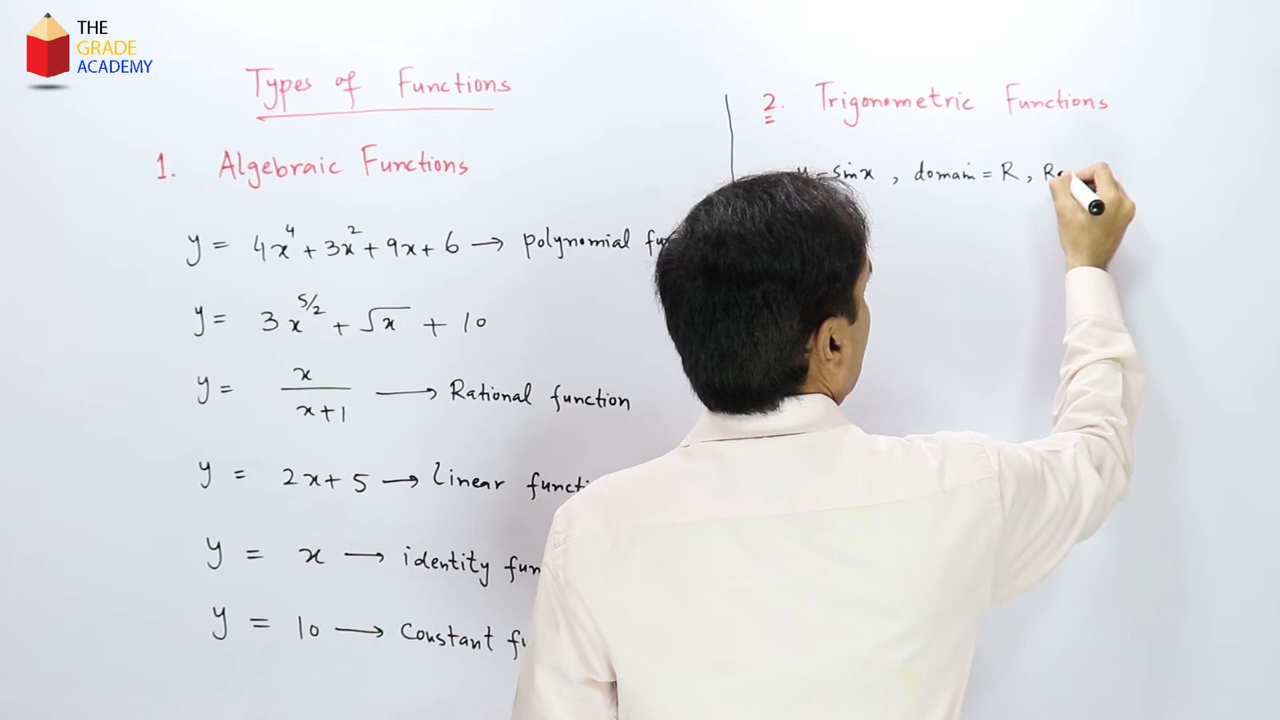 THE
GRADE
ACADEMY
Types of Functions
1. Algebraic Functions
y = 4x⁴ + 3x² + 9x + 6 → polynomial
y = 3x^{5/2} + √x + 10
y = x/(x+1) → Rational function
y = 2x + 5 → linear
y = x → identity
y = 10 → Constant
2. Trigonometric Functions
y = sinx , domain = R ,